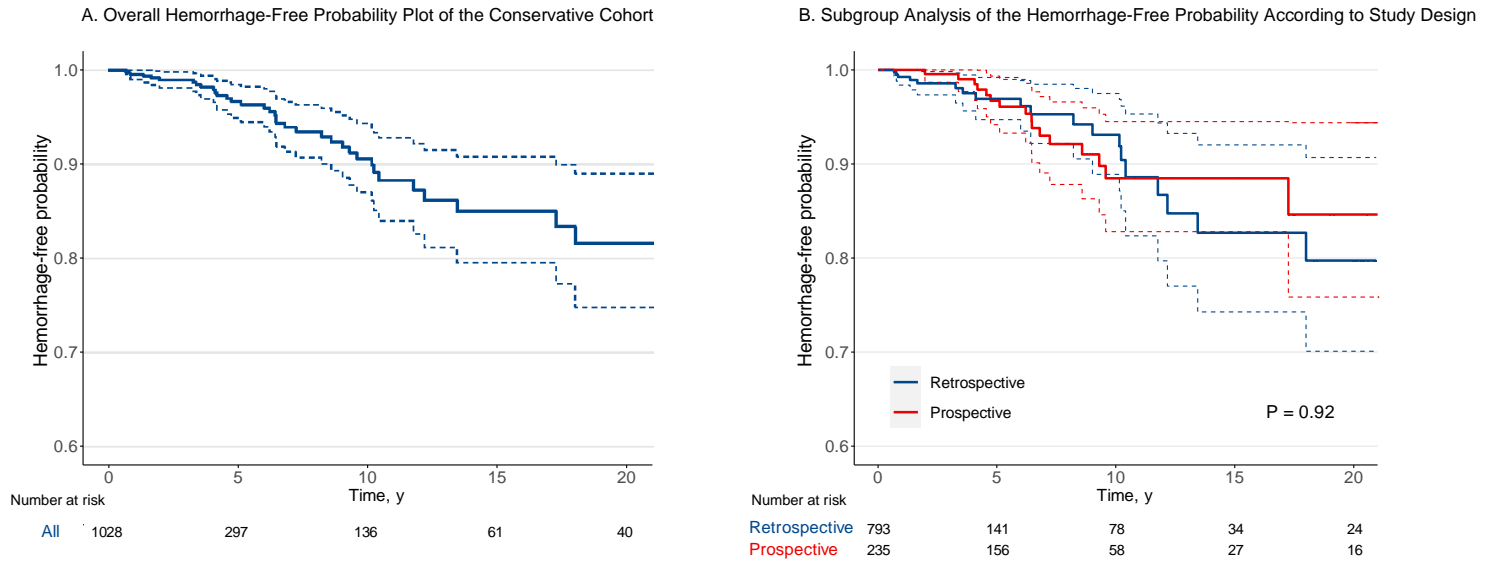 A. Overall Hemorrhage-Free Probability Plot of the Conservative Cohort
Hemorrhage-free probability
1.0
0.9
0.8
0.7
0.6
0 5 10 15 20
Time, y
Number at risk
All 1028 297 136 61 40
B. Subgroup Analysis of the Hemorrhage-Free Probability According to Study Design
Hemorrhage-free probability
1.0
0.9
0.8
0.7
0.6
Retrospective
Prospective
P = 0.92
0 5 10 15 20
Time, y
Number at risk
Retrospective 793 141 78 34 24
Prospective 235 156 58 27 16